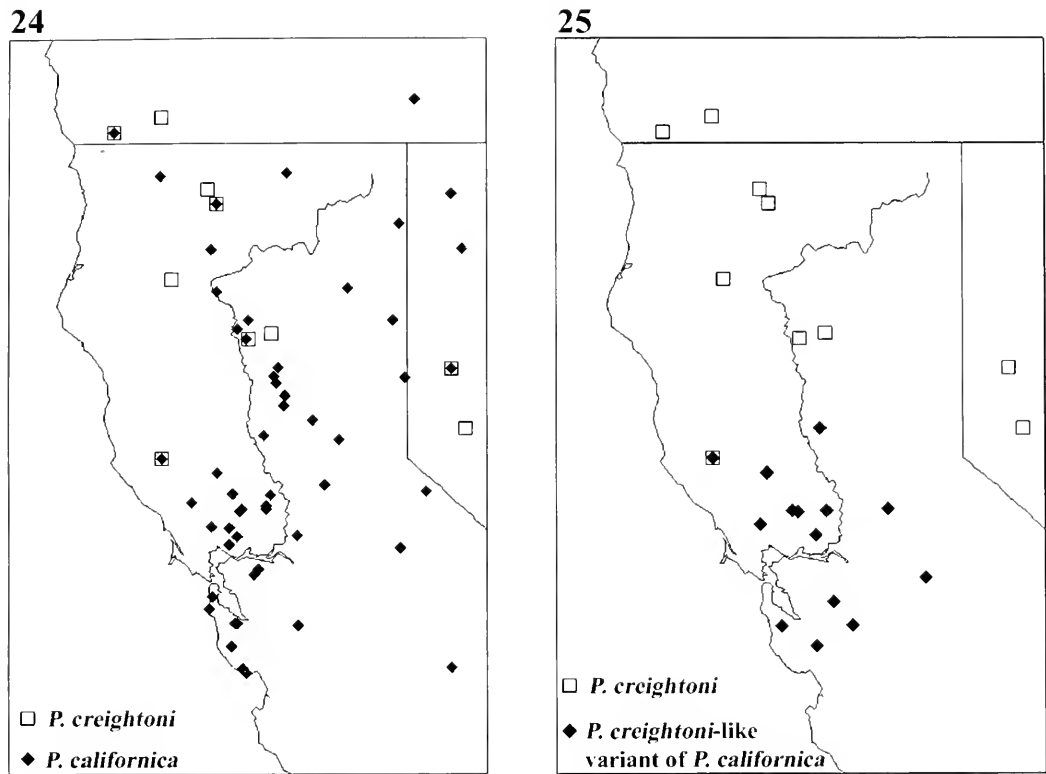 24
25
P. creightoni
P. californica
P. creightoni
P. creightoni-like
variant of P. californica